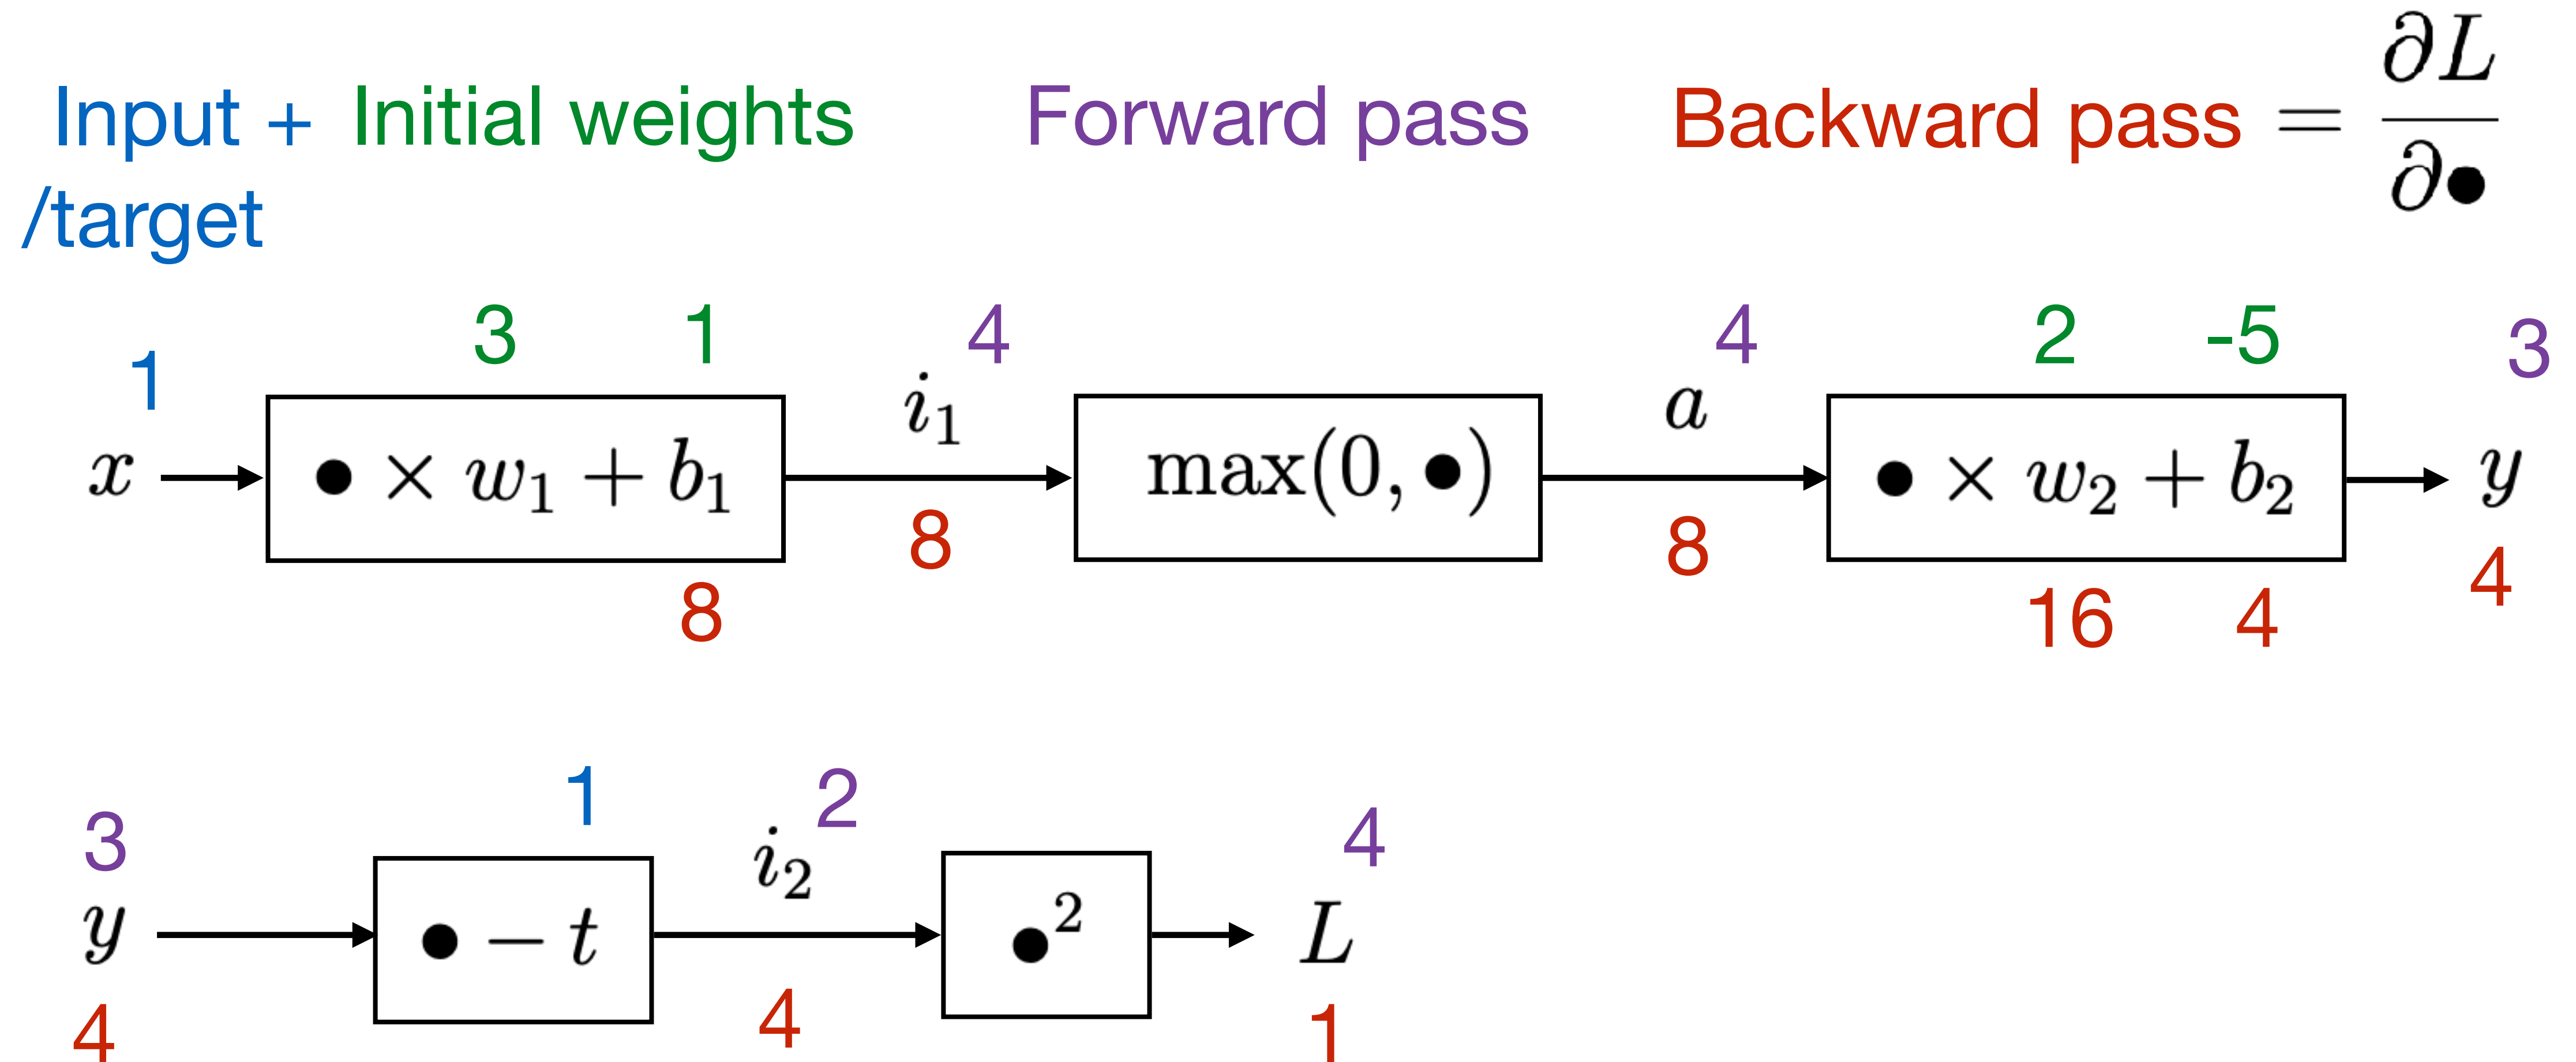 Input + Initial weights Forward pass Backward pass = ∂L/∂●
/target
1 3 1 4 4 2 -5 3
x ● × w₁ + b₁ i₁ max(0, ●) a ● × w₂ + b₂ y
8 8 8 16 4 4
3 1 2 4
y ● − t i₂ ●² L
4 4 1